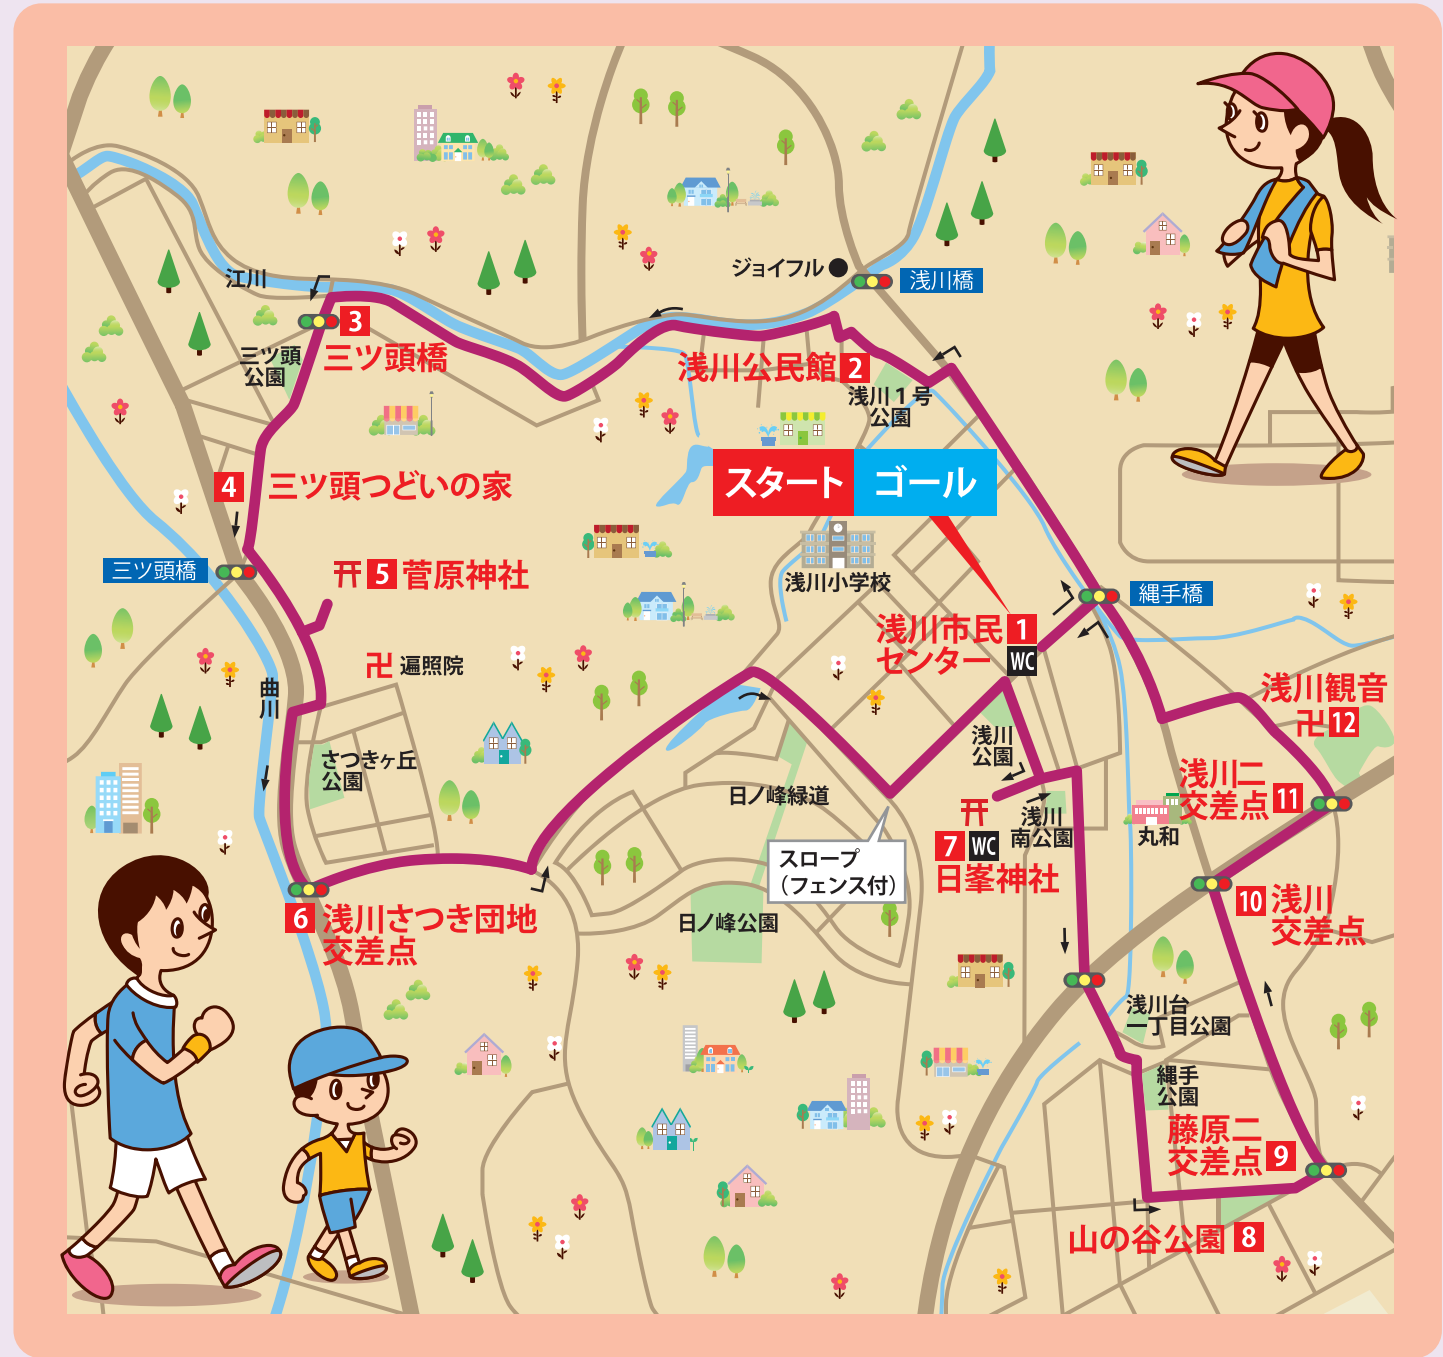 ジョイフル
浅川橋
江川
3
三ツ頭橋
三ツ頭
公園
浅川公民館 2
浅川1号
公園
4 三ツ頭つどいの家
スタート ゴール
三ツ頭橋
5 菅原神社
浅川小学校
縄手橋
浅川市民
センター
1
WC
卍 遍照院
曲川
浅川観音
卍 12
さつきヶ丘
公園
浅川
公園
日ノ峰緑道
浅川二
交差点 11
浅川
南公園
丸和
スロープ
(フェンス付)
7 WC
日峯神社
6 浅川さつき団地
交差点
日ノ峰公園
10 浅川
交差点
浅川台
一丁目公園
縄手
公園
藤原二
交差点 9
山の谷公園 8